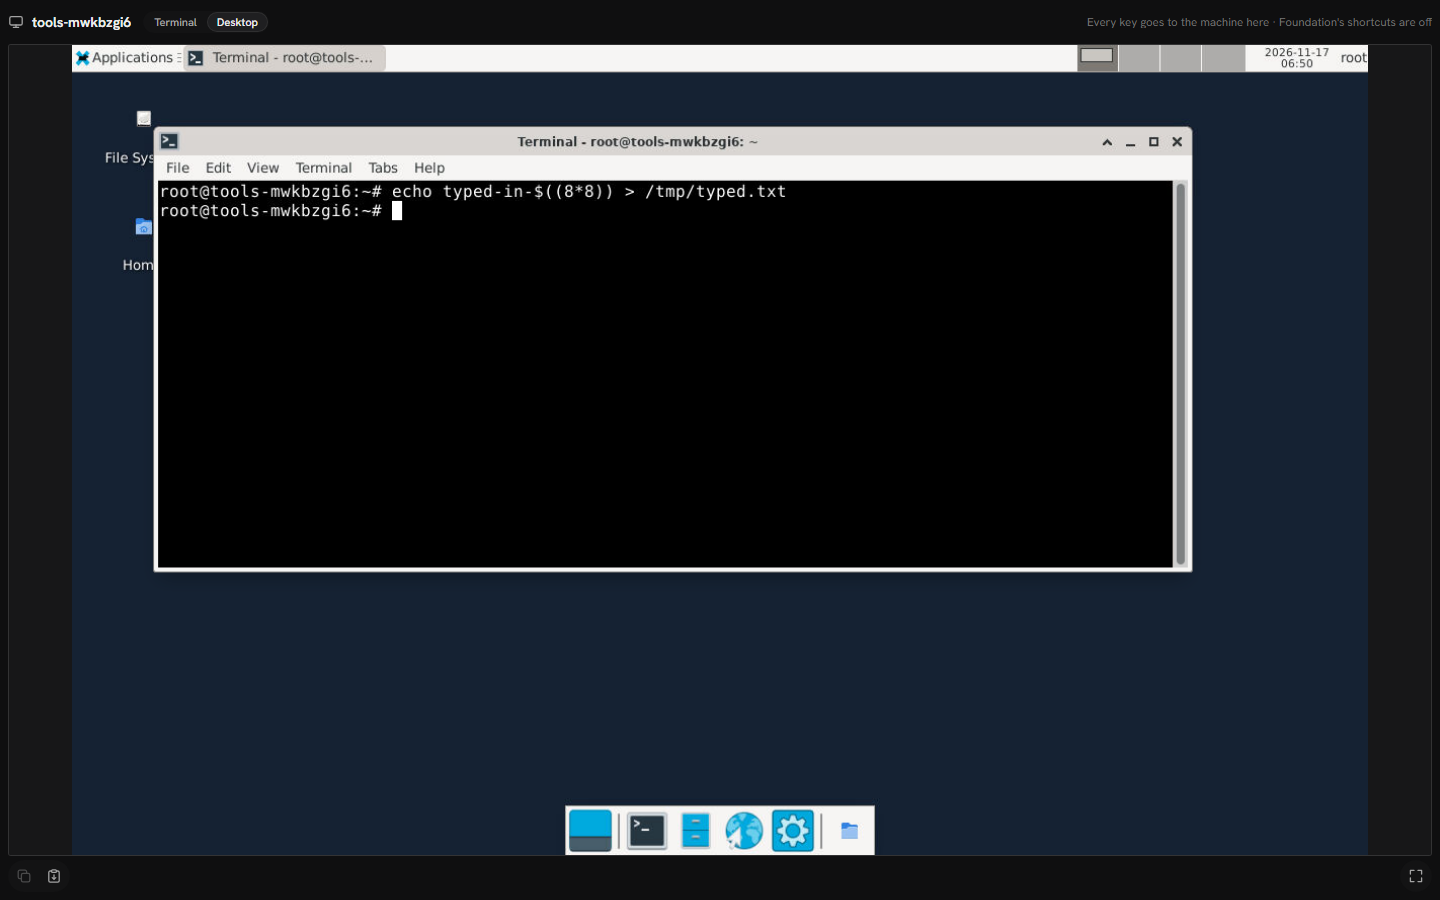 tools-mwkbzgi6 Terminal Desktop Every key goes to the machine here · Foundation's shortcuts are off
Applications Terminal - root@tools-... 2026-11-17
06:50 root
File Sys
Terminal - root@tools-mwkbzgi6: ~
File Edit View Terminal Tabs Help
root@tools-mwkbzgi6:~# echo typed-in-$((8*8)) > /tmp/typed.txt
root@tools-mwkbzgi6:~#
Hom